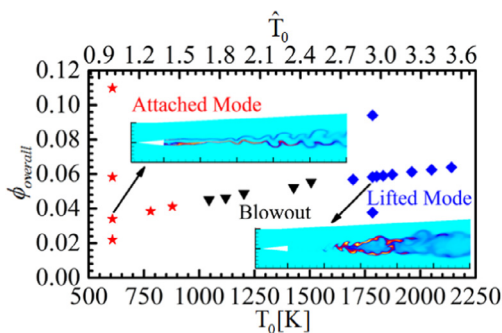 T̂₀
0.9 1.2 1.5 1.8 2.1 2.4 2.7 3.0 3.3 3.6
0.12
0.10
0.08
0.06
0.04
0.02
0.00
ϕoverall
Attached Mode
Blowout
Lifted Mode
500 750 1000 1250 1500 1750 2000 2250
T₀[K]